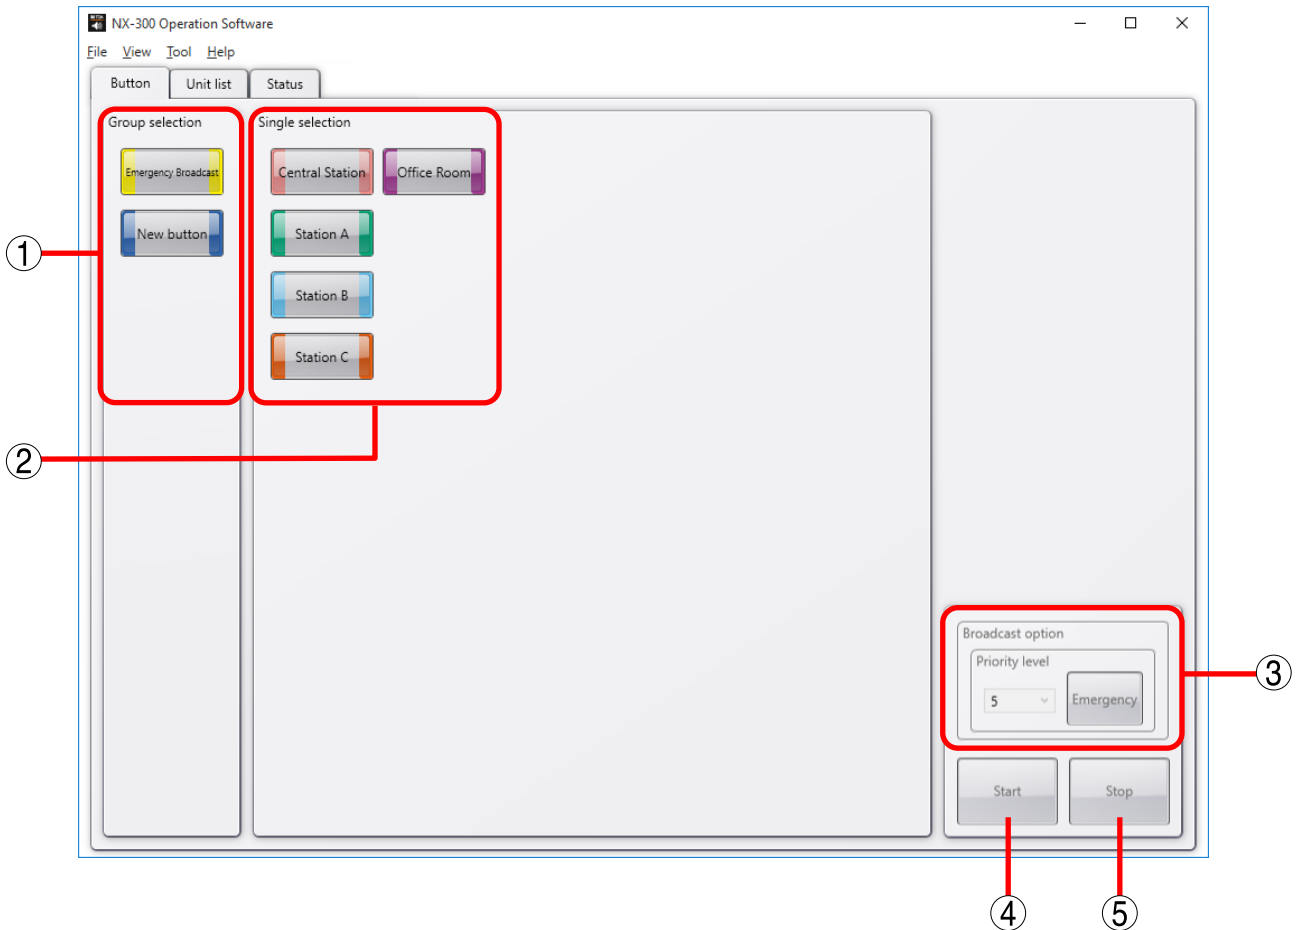 NX-300 Operation Software
File View Tool Help
Button Unit list Status
Group selection
Single selection
Emergency Broadcast
Central Station
Office Room
New button
Station A
①
Station B
Station C
②
Broadcast option
Priority level
③
5
Emergency
Start
Stop
④
⑤